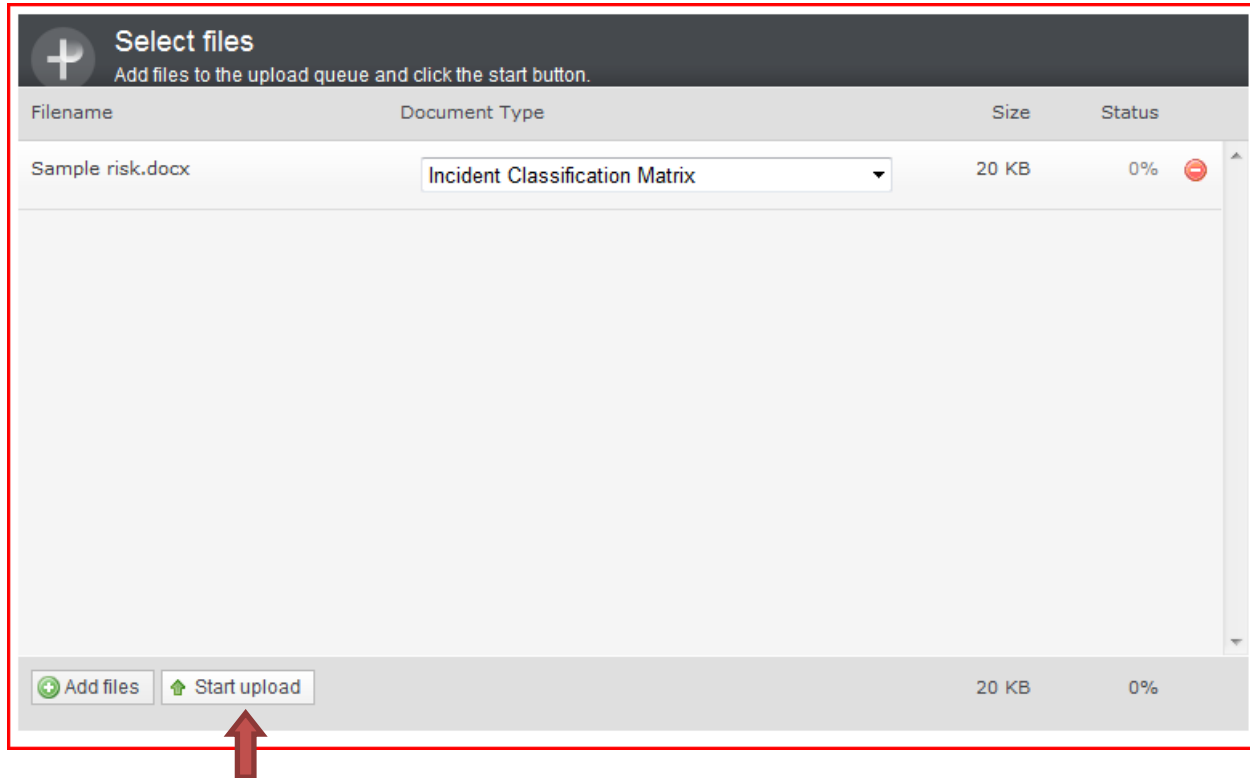 Select files
Add files to the upload queue and click the start button.
Filename Document Type Size Status
Sample risk.docx Incident Classification Matrix 20 KB 0%
Add files Start upload 20 KB 0%